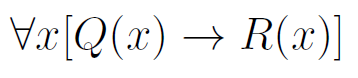 ∀x[Q(x) → R(x)]